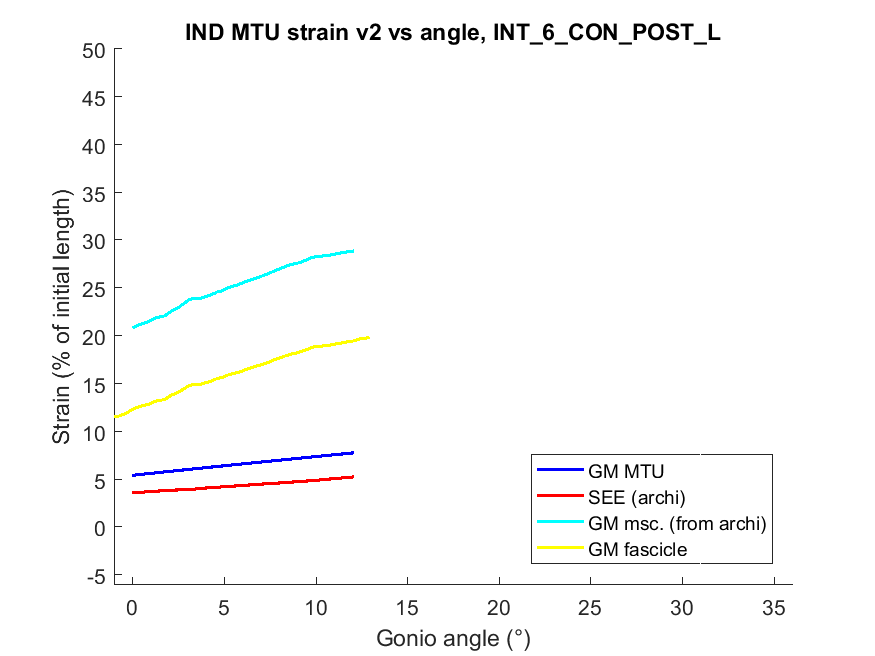 IND MTU strain v2 vs angle, INT_6_CON_POST_L
50
45
40
35
30
25
20
15
10
5
0
-5
Strain (% of initial length)
GM MTU
SEE (archi)
GM msc. (from archi)
GM fascicle
0 5 10 15 20 25 30 35
Gonio angle (°)